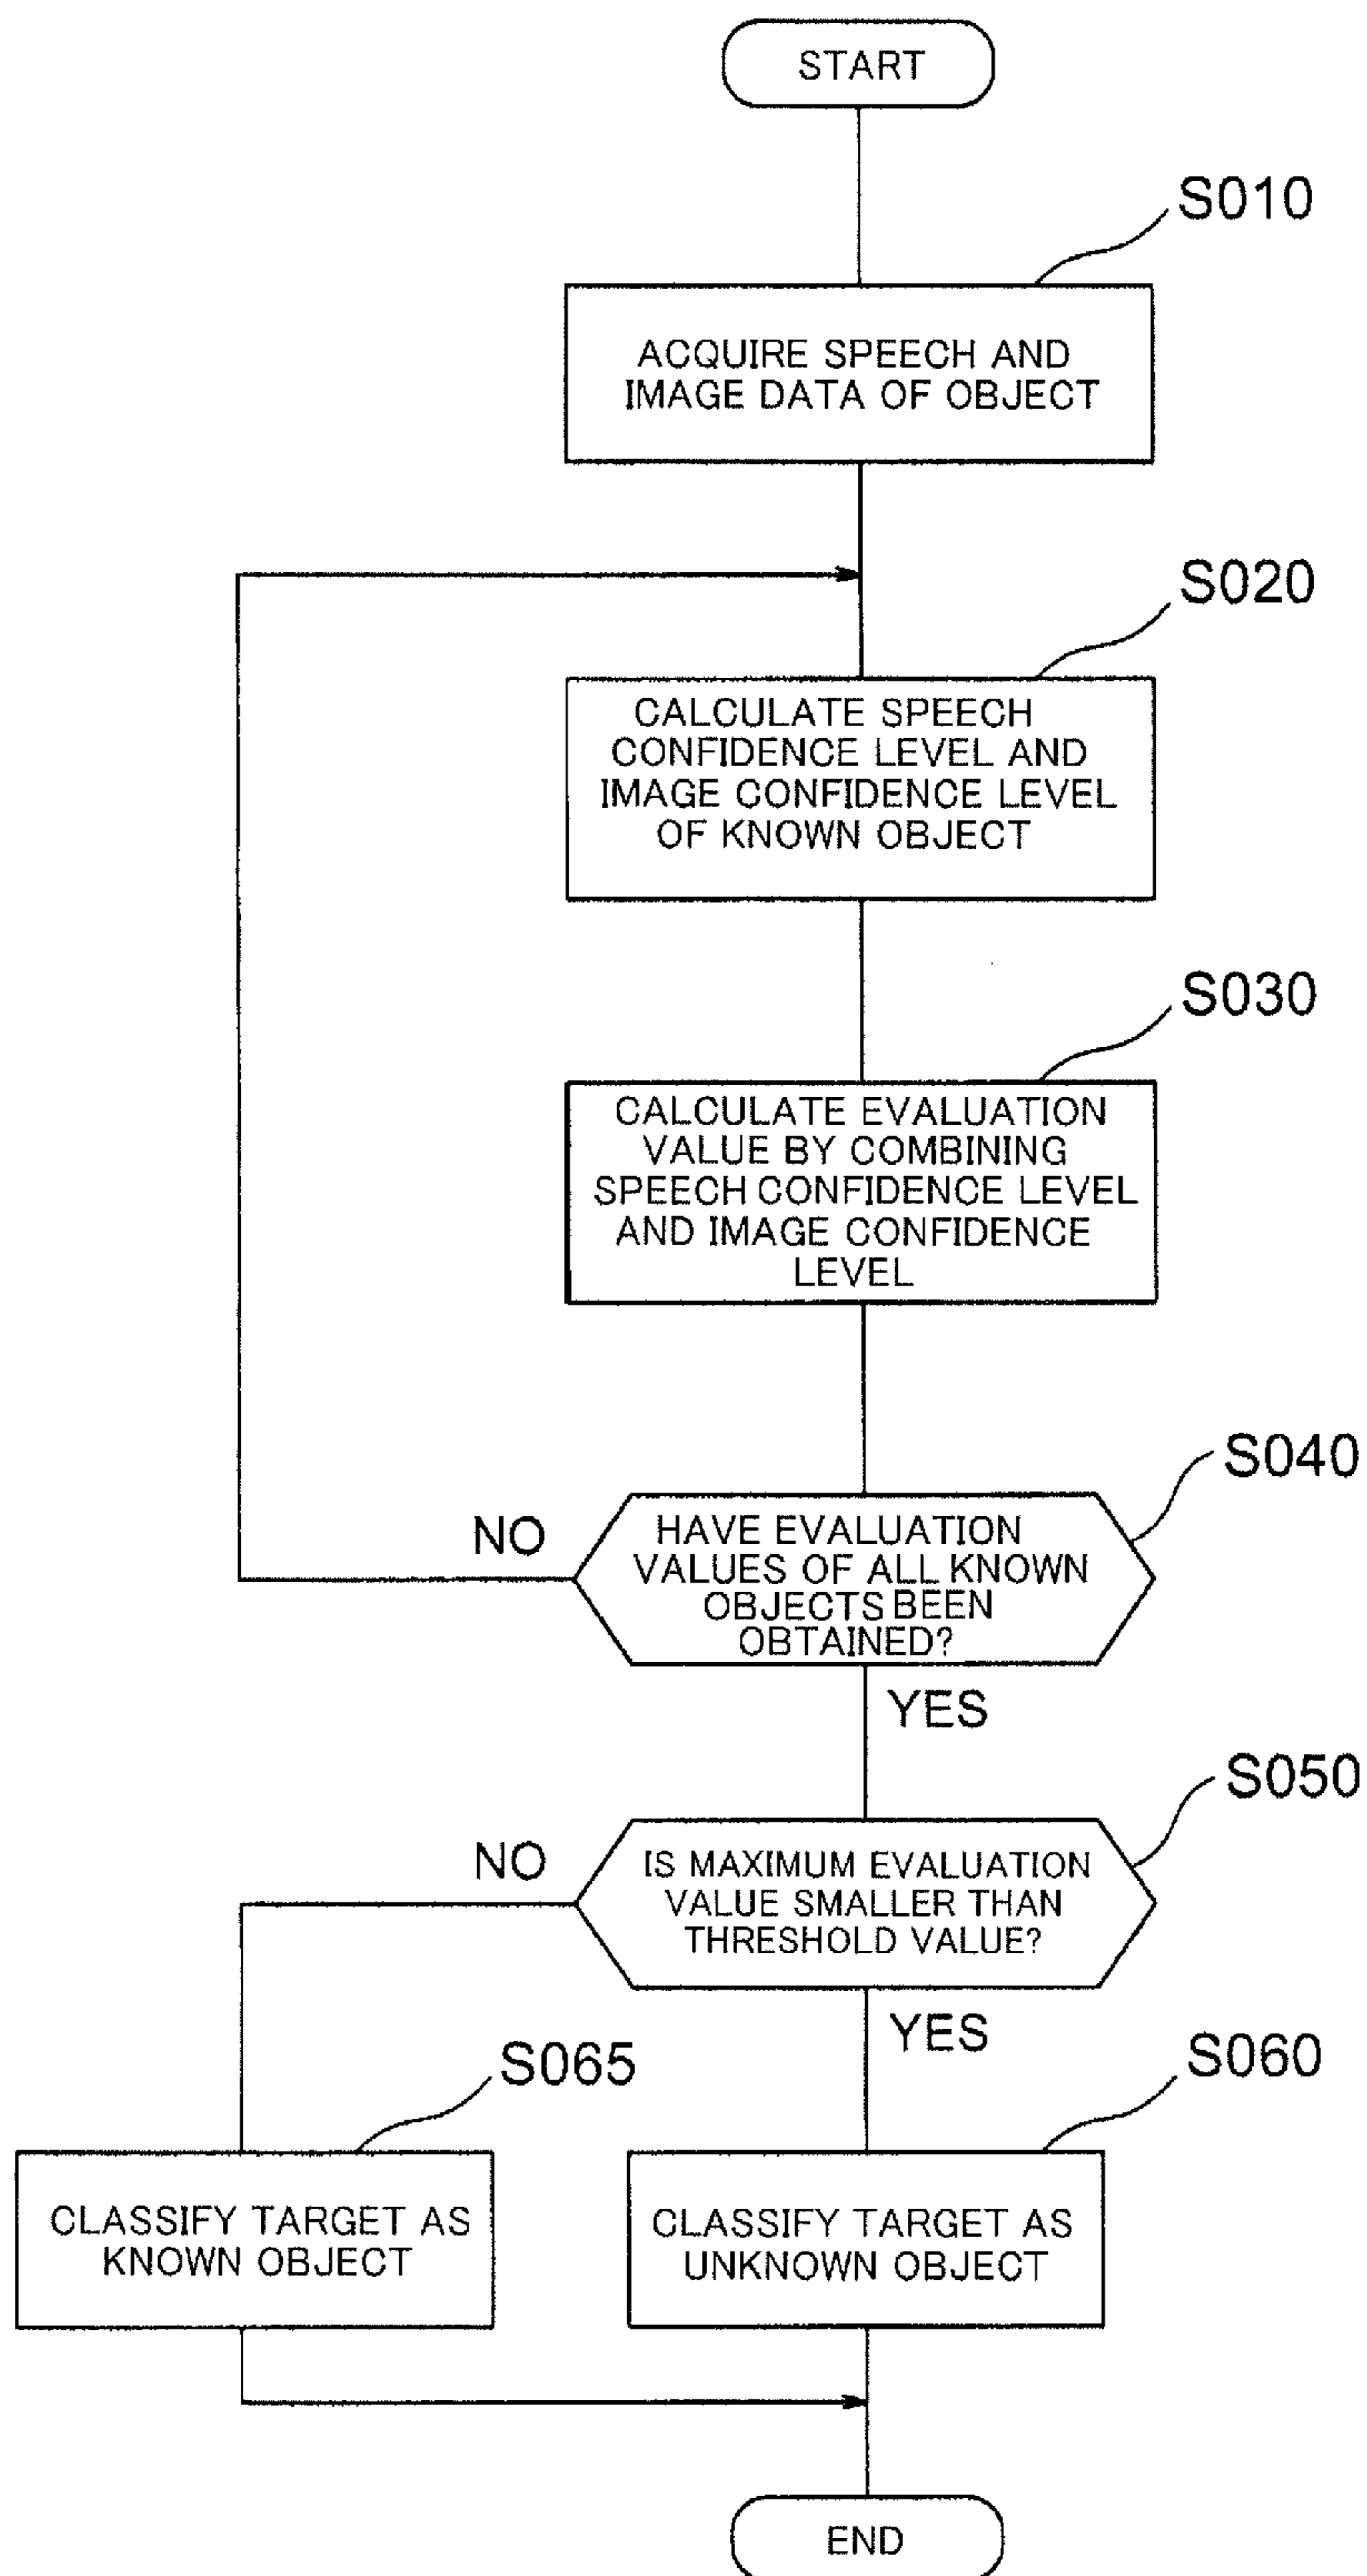 START
S010
ACQUIRE SPEECH AND
IMAGE DATA OF OBJECT
S020
CALCULATE SPEECH
CONFIDENCE LEVEL AND
IMAGE CONFIDENCE LEVEL
OF KNOWN OBJECT
S030
CALCULATE EVALUATION
VALUE BY COMBINING
SPEECH CONFIDENCE LEVEL
AND IMAGE CONFIDENCE
LEVEL
S040
NO
HAVE EVALUATION
VALUES OF ALL KNOWN
OBJECTS BEEN
OBTAINED?
YES
S050
NO
IS MAXIMUM EVALUATION
VALUE SMALLER THAN
THRESHOLD VALUE?
YES
S065
S060
CLASSIFY TARGET AS
KNOWN OBJECT
CLASSIFY TARGET AS
UNKNOWN OBJECT
END